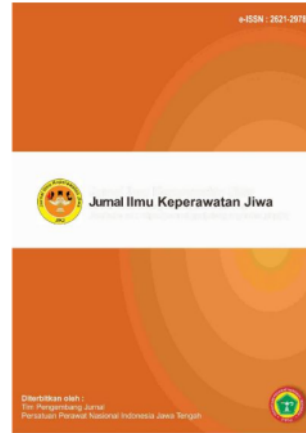 e-ISSN : 2621-2978
Jurnal Ilmu Keperawatan Jiwa
Diterbitkan oleh :
Tim Pengembang Jurnal
Persatuan Perawat Nasional Indonesia Jawa Tengah